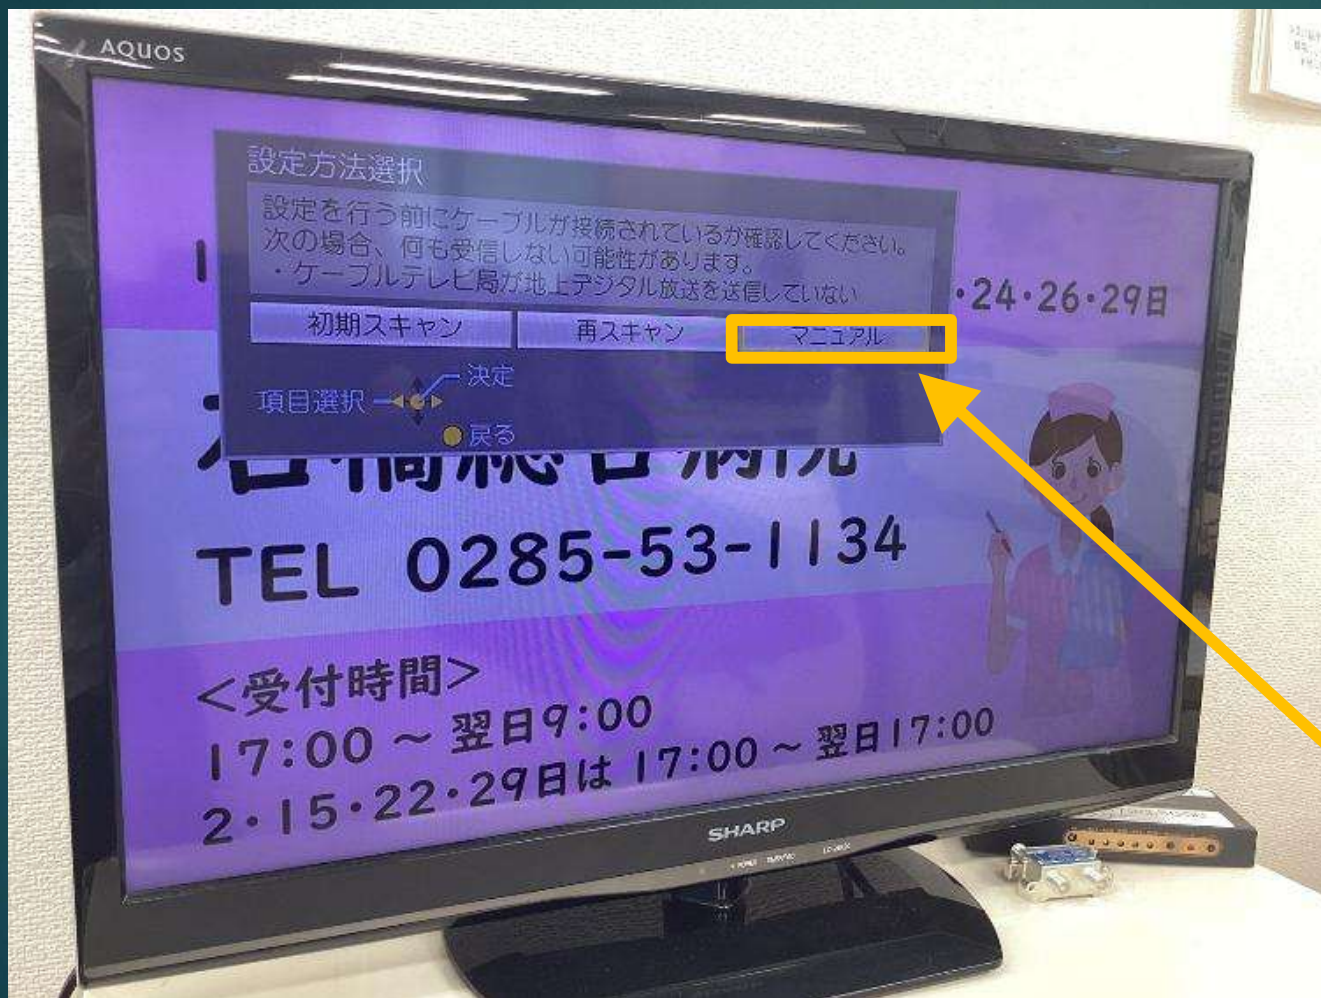 AQUOS
設定方法選択
設定を行う前にケーブルが接続されているか確認してください。
次の場合、何も受信しない可能性があります。
・ケーブルテレビ局が地上デジタル放送を送信していない
・24・26・29日
初期スキャン 再スキャン マニュアル
決定
項目選択
戻る
石橋総合病院
TEL 0285-53-1134
<受付時間>
17:00 ~ 翌日9:00
2・15・22・29日は 17:00 ~ 翌日17:00
SHARP